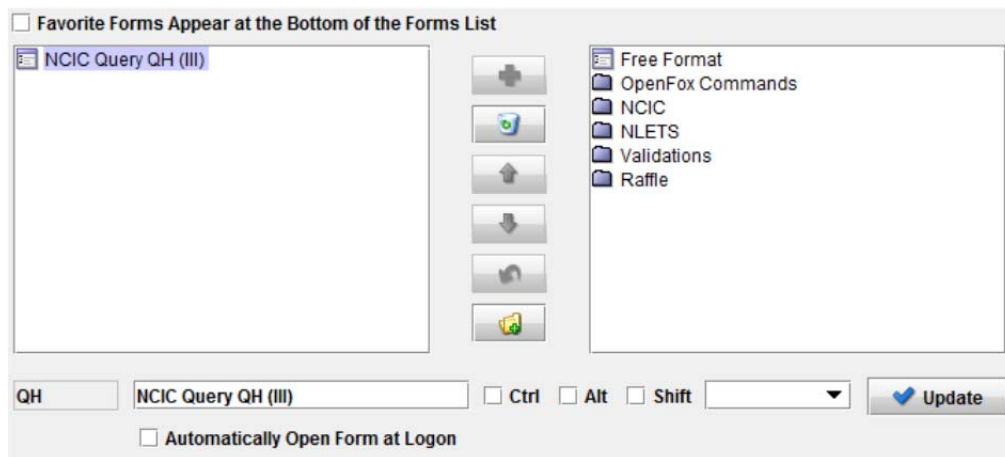 Favorite Forms Appear at the Bottom of the Forms List
NCIC Query QH (III)
Free Format
OpenFox Commands
NCIC
NLETS
Validations
Raffle
QH NCIC Query QH (III) Ctrl Alt Shift Update
Automatically Open Form at Logon